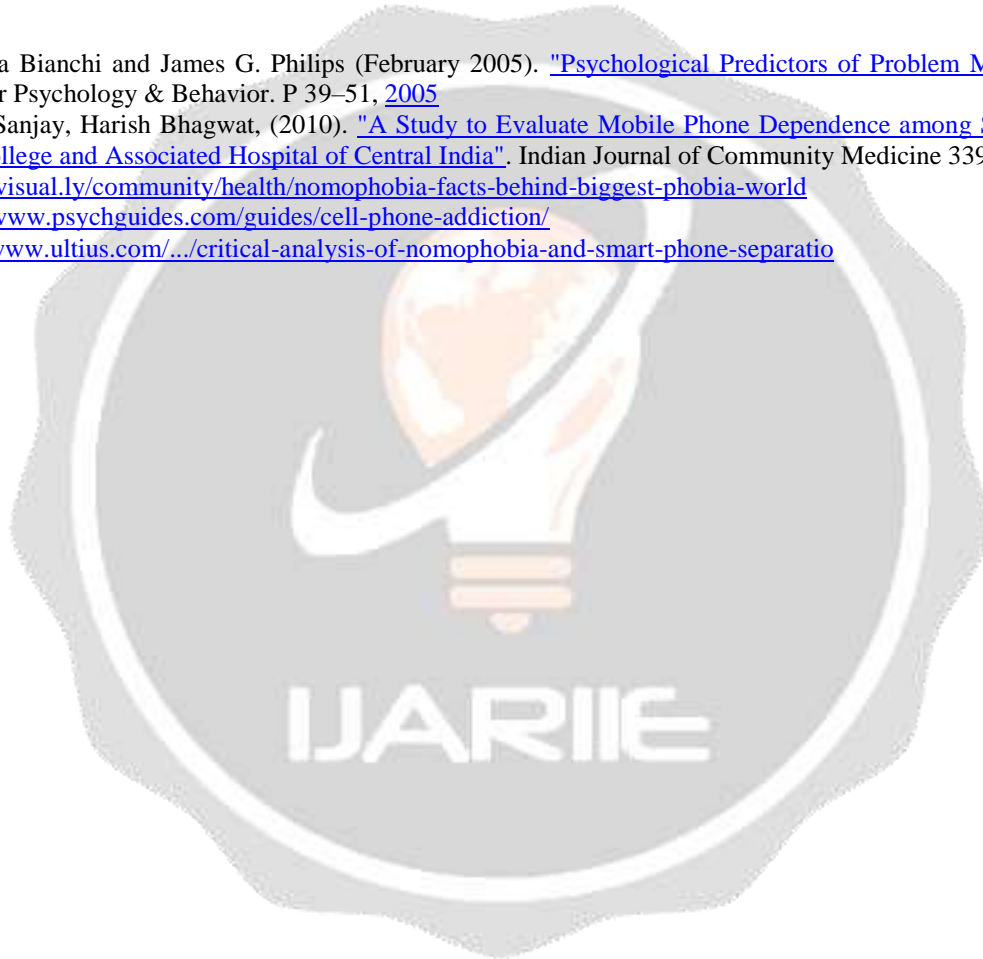 a Bianchi and James G. Philips (February 2005). "Psychological Predictors of Problem M
r Psychology & Behavior. P 39–51, 2005
Sanjay, Harish Bhagwat, (2010). "A Study to Evaluate Mobile Phone Dependence among S
llege and Associated Hospital of Central India". Indian Journal of Community Medicine 339
visual.ly/community/health/nomophobia-facts-behind-biggest-phobia-world
www.psychguides.com/guides/cell-phone-addiction/
www.ultius.com/.../critical-analysis-of-nomophobia-and-smart-phone-separatio
IJARIIE